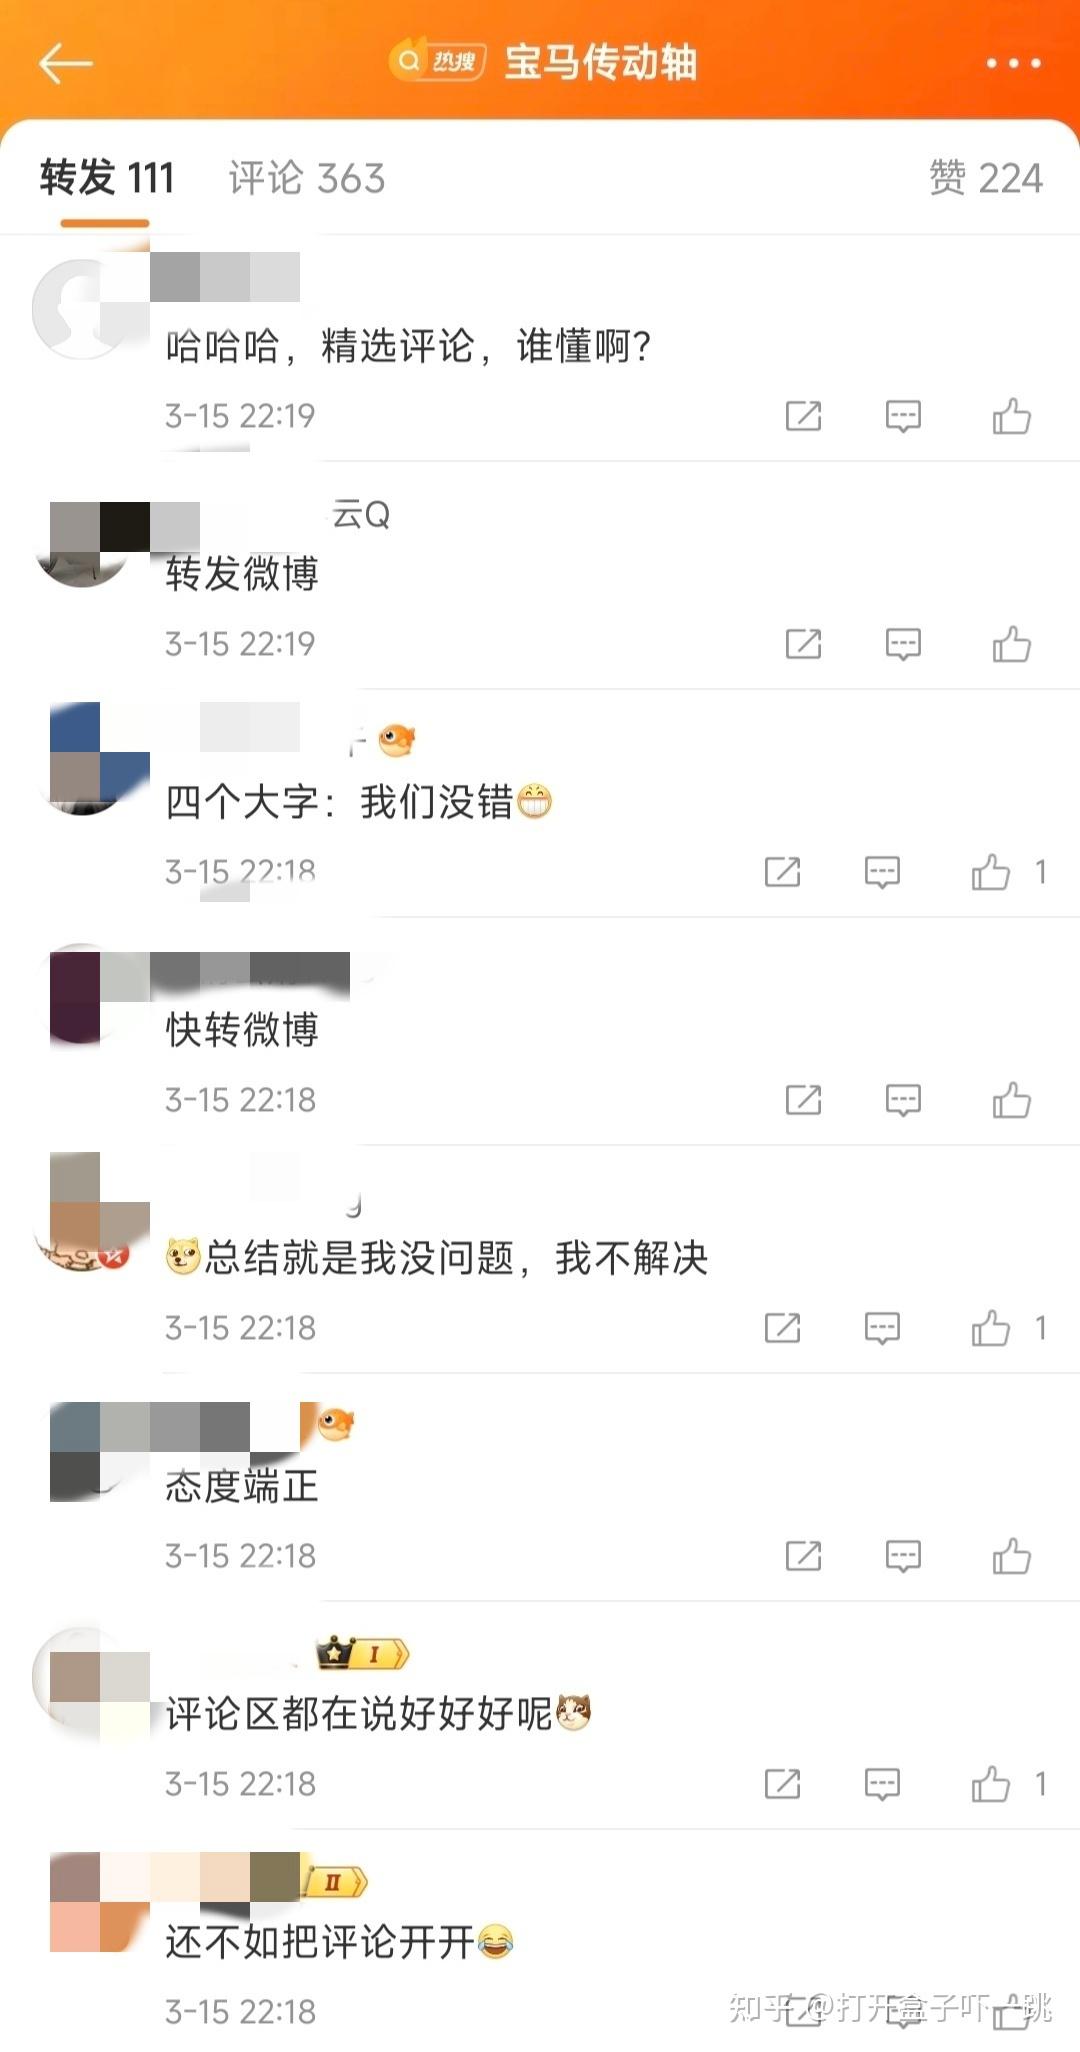 热搜 宝马传动轴
转发 111 评论 363 赞 224
哈哈哈，精选评论，谁懂啊？
3-15 22:19
云Q
转发微博
3-15 22:19
四个大字：我们没错
3-15 22:18 1
快转微博
3-15 22:18
总结就是我没问题，我不解决
3-15 22:18 1
态度端正
3-15 22:18
I
评论区都在说好好好呢
3-15 22:18 1
II
还不如把评论开开
3-15 22:18
知乎 @打开盒子吓一跳